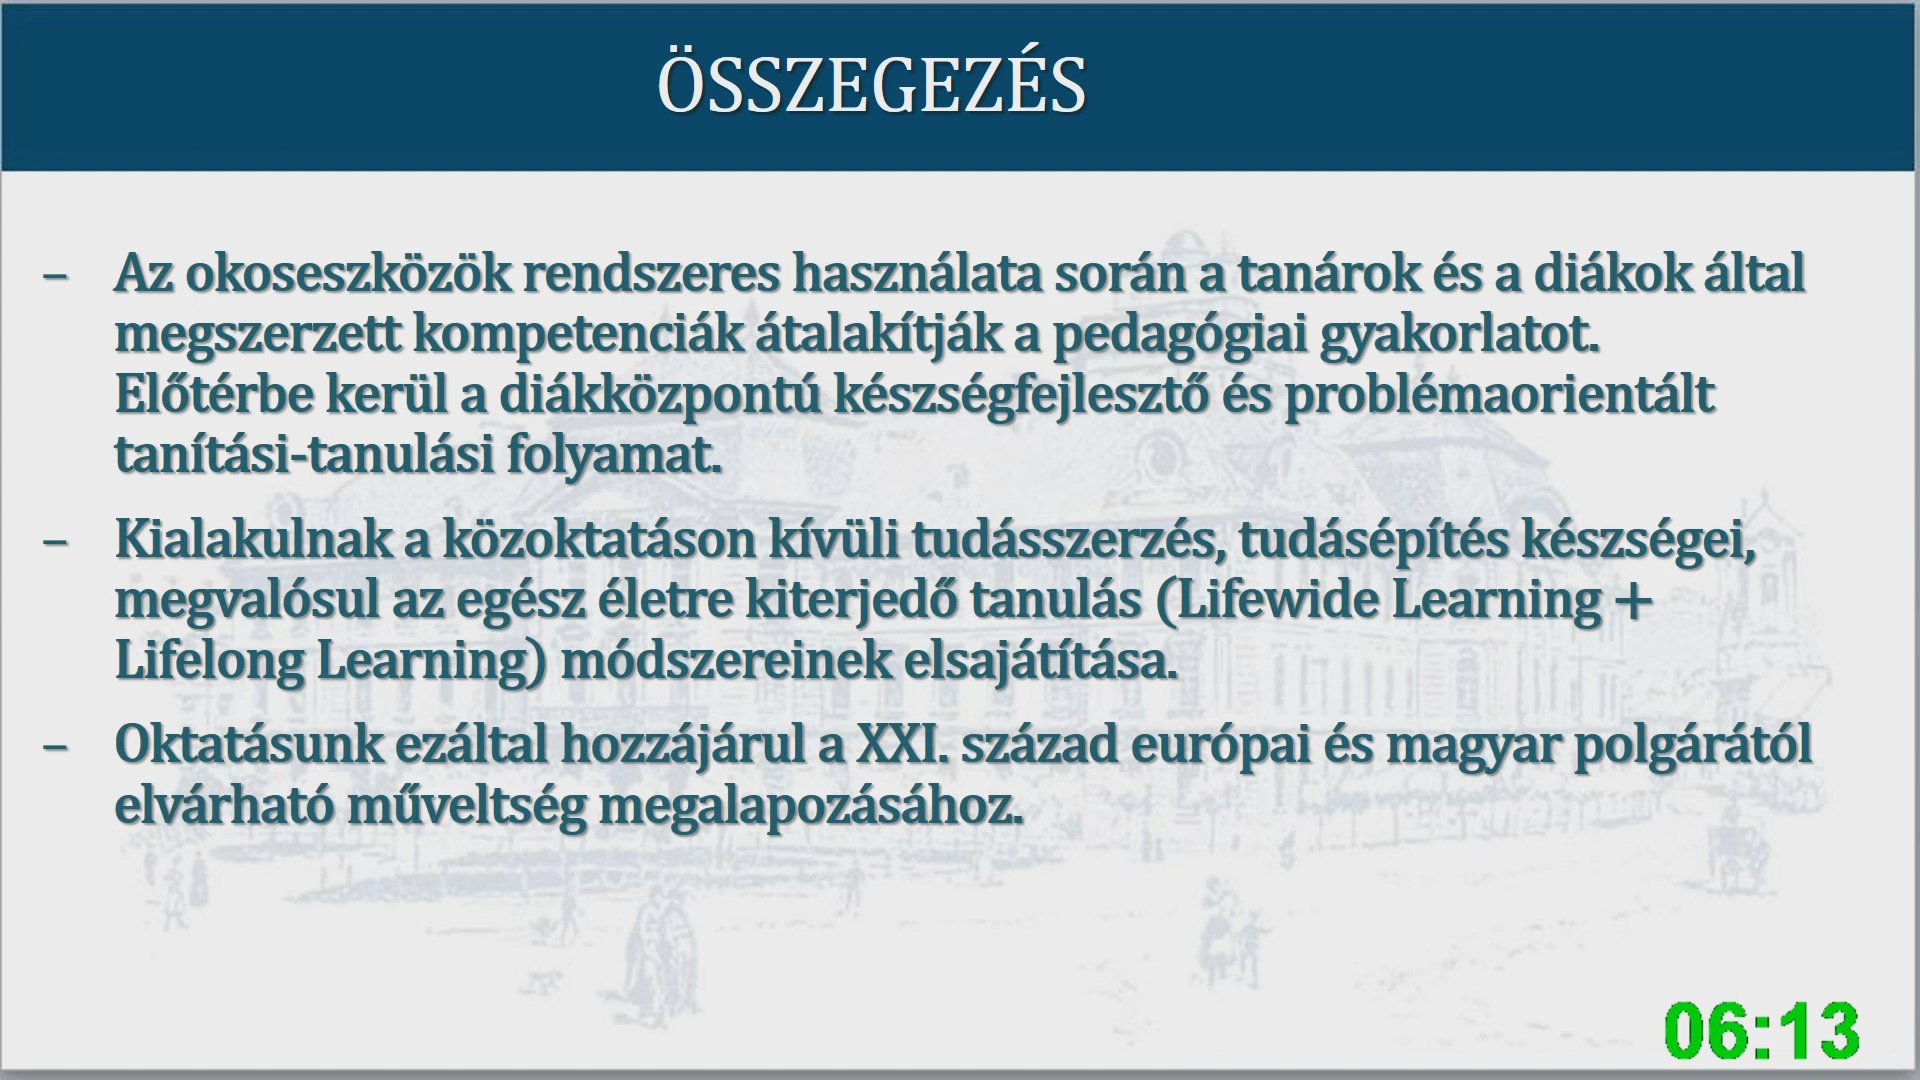 ÖSSZEGEZÉS
– Az okoseszközök rendszeres használata során a tanárok és a diákok által
megszerzett kompetenciák átalakítják a pedagógiai gyakorlatot.
Előtérbe kerül a diákközpontú készségfejlesztő és problémaorientált
tanítási-tanulási folyamat.
– Kialakulnak a közoktatáson kívüli tudásszerzés, tudásépítés készségei,
megvalósul az egész életre kiterjedő tanulás (Lifewide Learning +
Lifelong Learning) módszereinek elsajátítása.
– Oktatásunk ezáltal hozzájárul a XXI. század európai és magyar polgárától
elvárható műveltség megalapozásához.
06:13